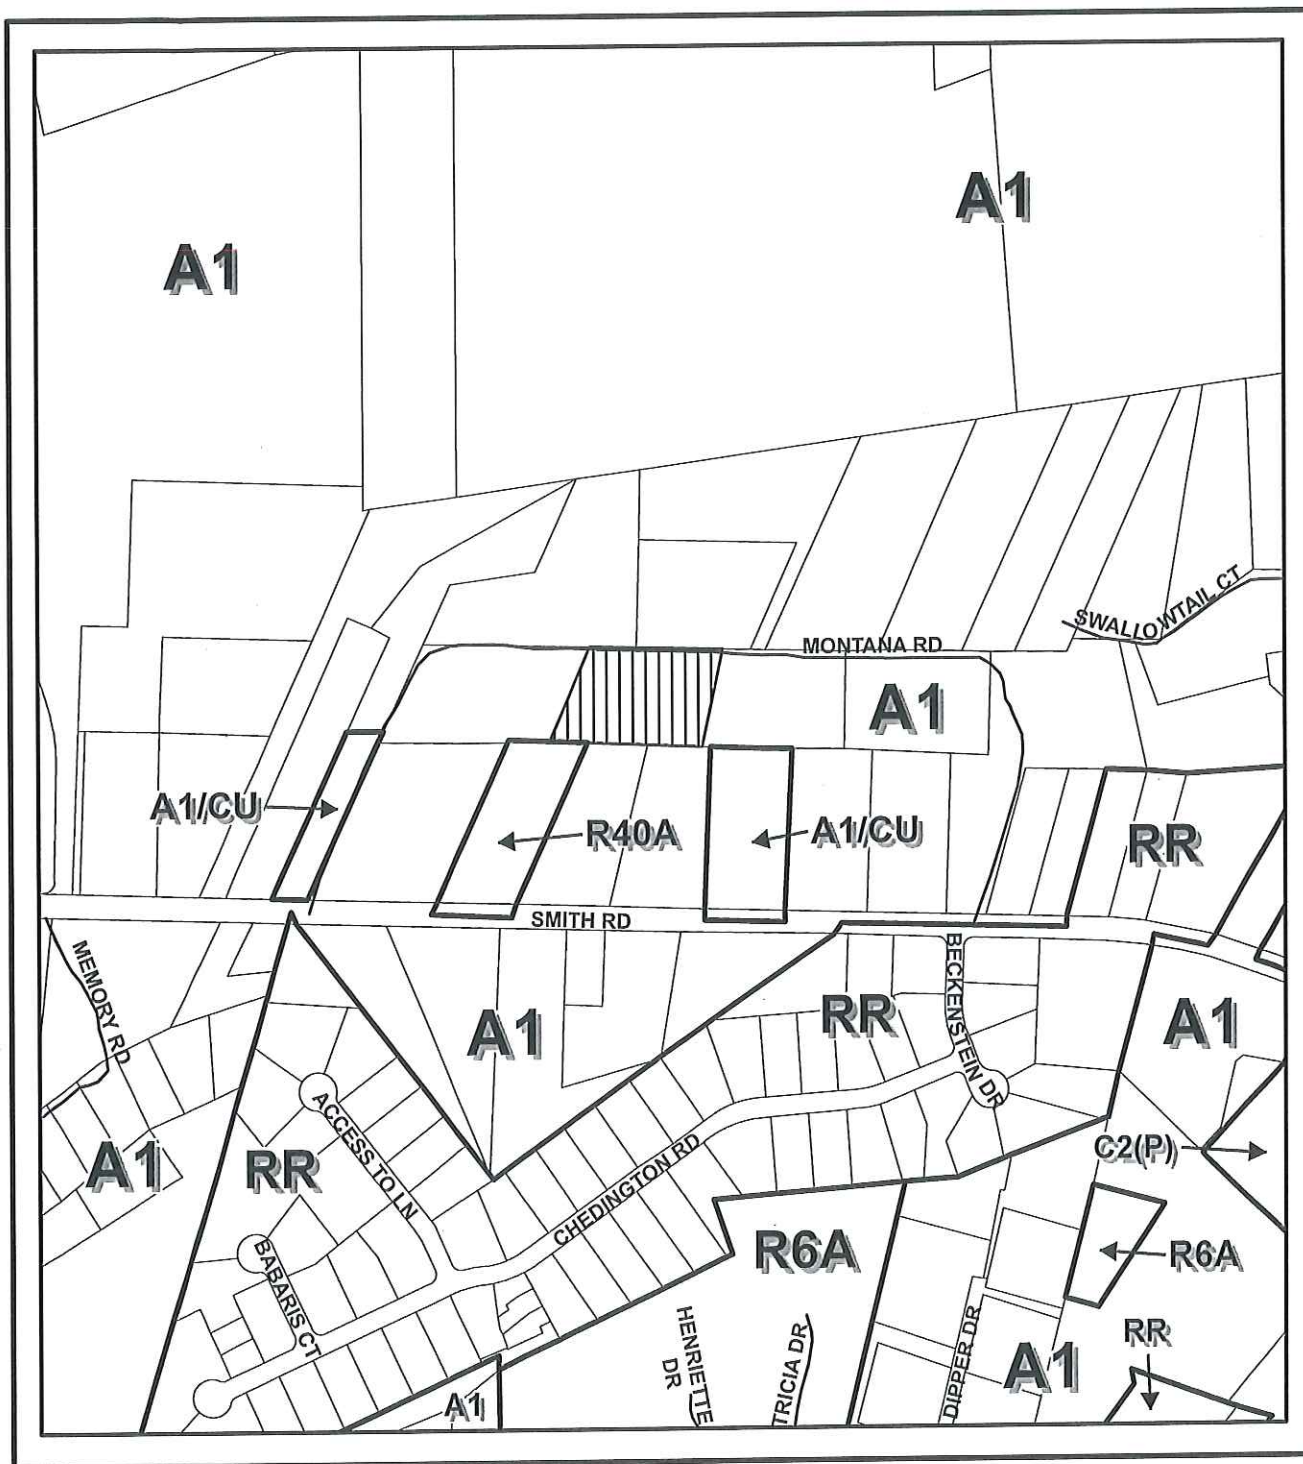 A1
A1
SWALLOWTAIL CT
MONTANA RD
A1
A1/CU
R40A
A1/CU
RR
SMITH RD
MEMORY RD
BECKENSTEIN DR
RR
A1
A1
ACCESS TO LN
CHEDINGTON RD
C2(P)
A1
RR
R6A
R6A
BABARIS CT
HENRIETTE
DR
TRICIA DR
DIPPER DR
RR
A1
A1